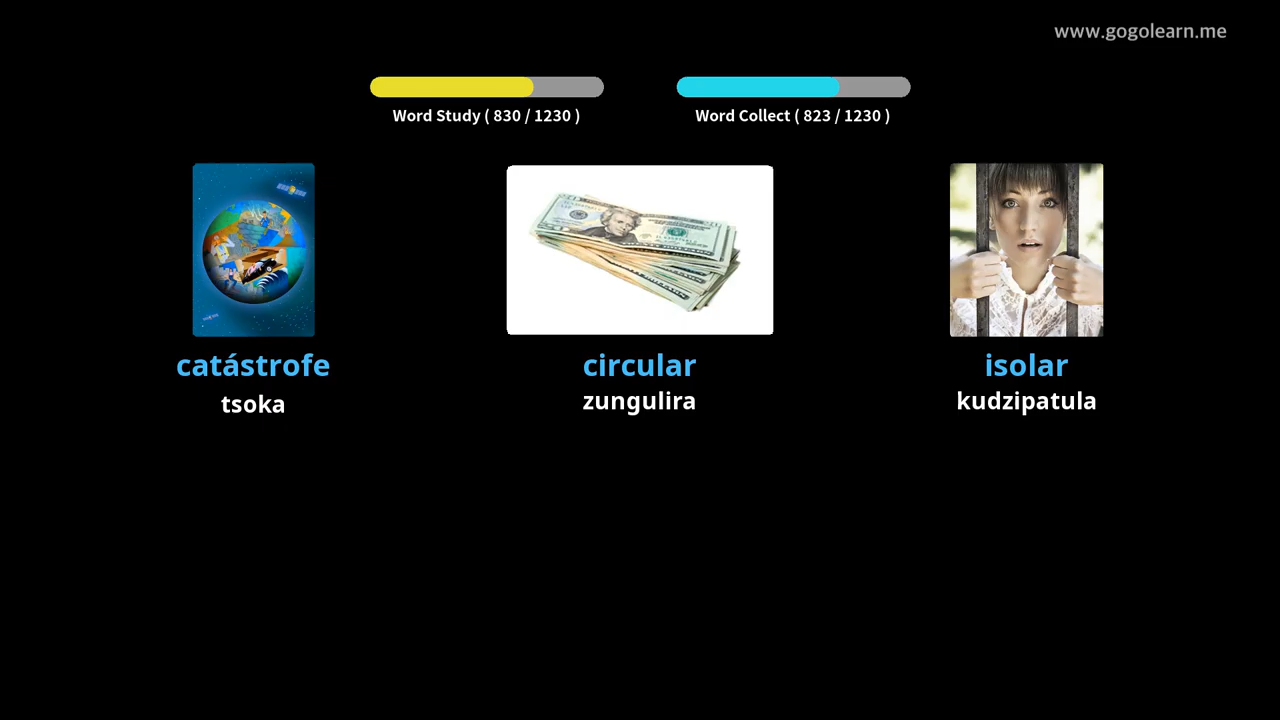 www.gogolearn.me
Word Study ( 830 / 1230 )
Word Collect ( 823 / 1230 )
catástrofe
tsoka
circular
zungulira
isolar
kudzipatula